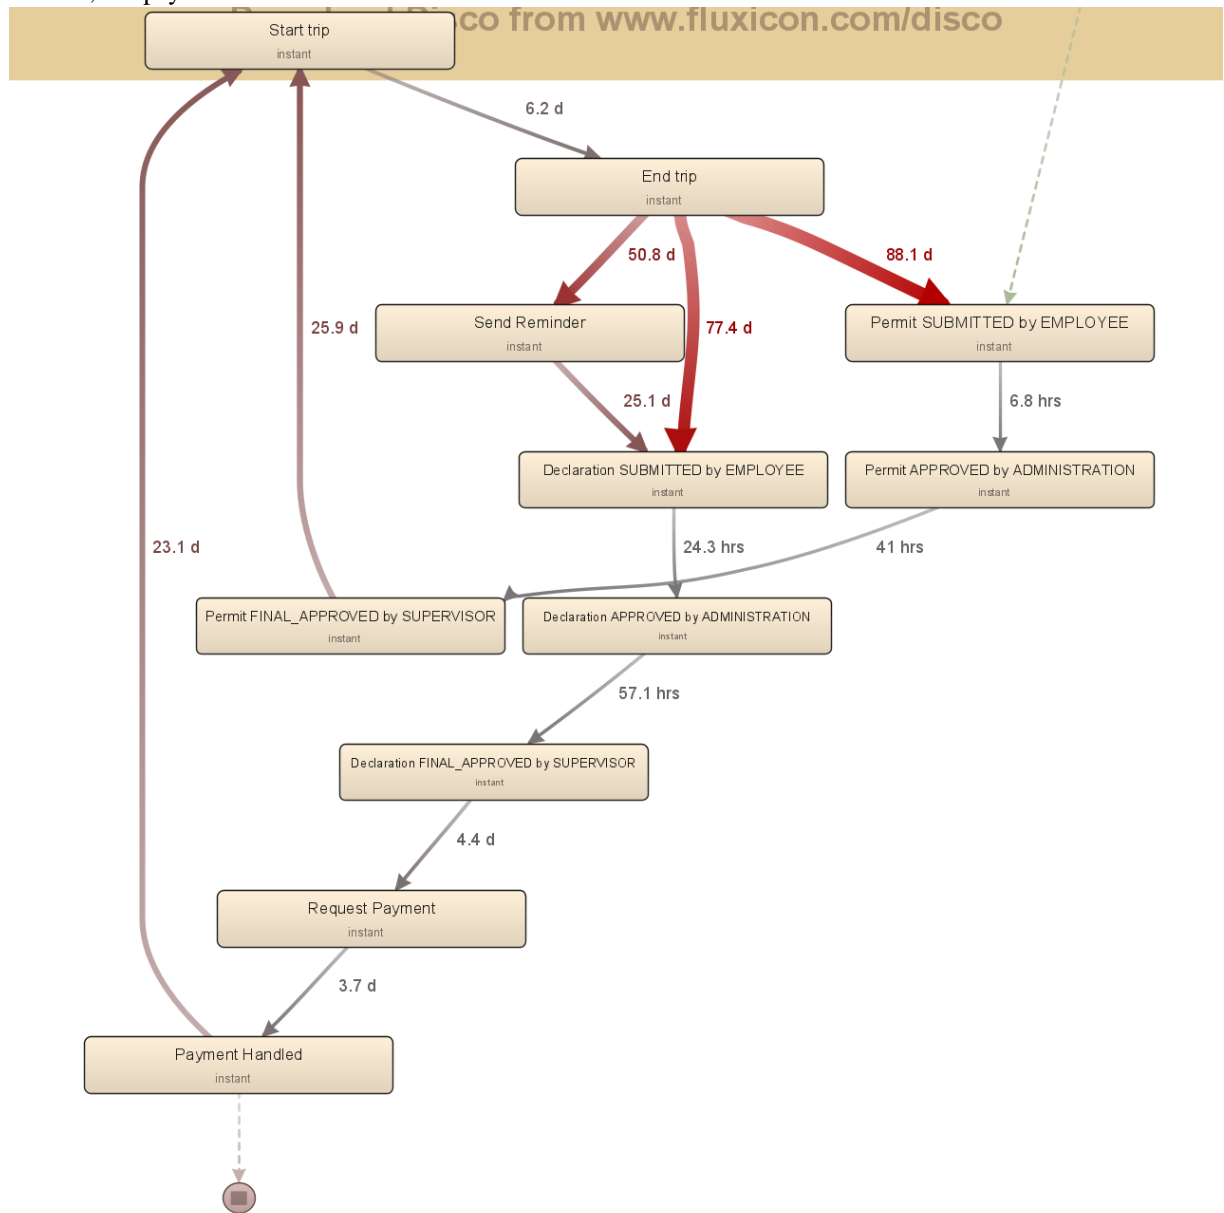 co from www.fluxicon.com/disco
Start trip
instant
6.2 d
End trip
instant
50.8 d
88.1 d
Send Reminder
instant
25.9 d
77.4 d
Permit SUBMITTED by EMPLOYEE
instant
25.1 d
6.8 hrs
Declaration SUBMITTED by EMPLOYEE
instant
Permit APPROVED by ADMINISTRATION
instant
23.1 d
24.3 hrs
41 hrs
Permit FINAL_APPROVED by SUPERVISOR
instant
Declaration APPROVED by ADMINISTRATION
instant
57.1 hrs
Declaration FINAL_APPROVED by SUPERVISOR
instant
4.4 d
Request Payment
instant
3.7 d
Payment Handled
instant